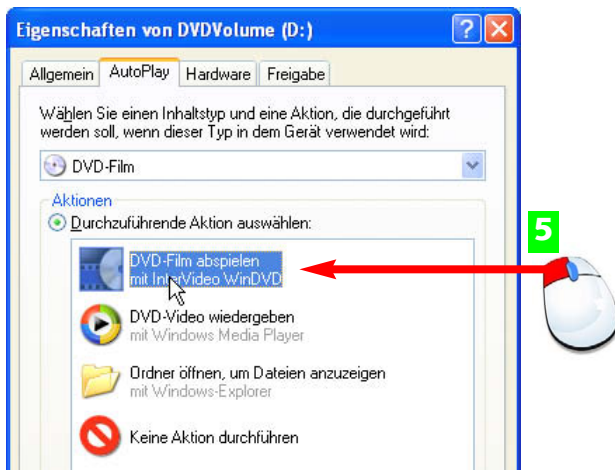 Eigenschaften von DVDVolume (D:)
Allgemein AutoPlay Hardware Freigabe
Wählen Sie einen Inhaltstyp und eine Aktion, die durchgeführt
werden soll, wenn dieser Typ in dem Gerät verwendet wird:
DVD-Film
Aktionen
Durchzuführende Aktion auswählen:
5
DVD-Film abspielen
mit InterVideo WinDVD
DVD-Video wiedergeben
mit Windows Media Player
Ordner öffnen, um Dateien anzuzeigen
mit Windows-Explorer
Keine Aktion durchführen